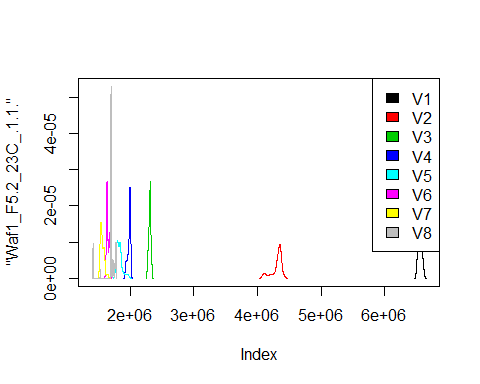 "Waf1_F5.2_23C_.1.1."
0e+00
2e-05
4e-05
V1
V2
V3
V4
V5
V6
V7
V8
2e+06 3e+06 4e+06 5e+06 6e+06
Index